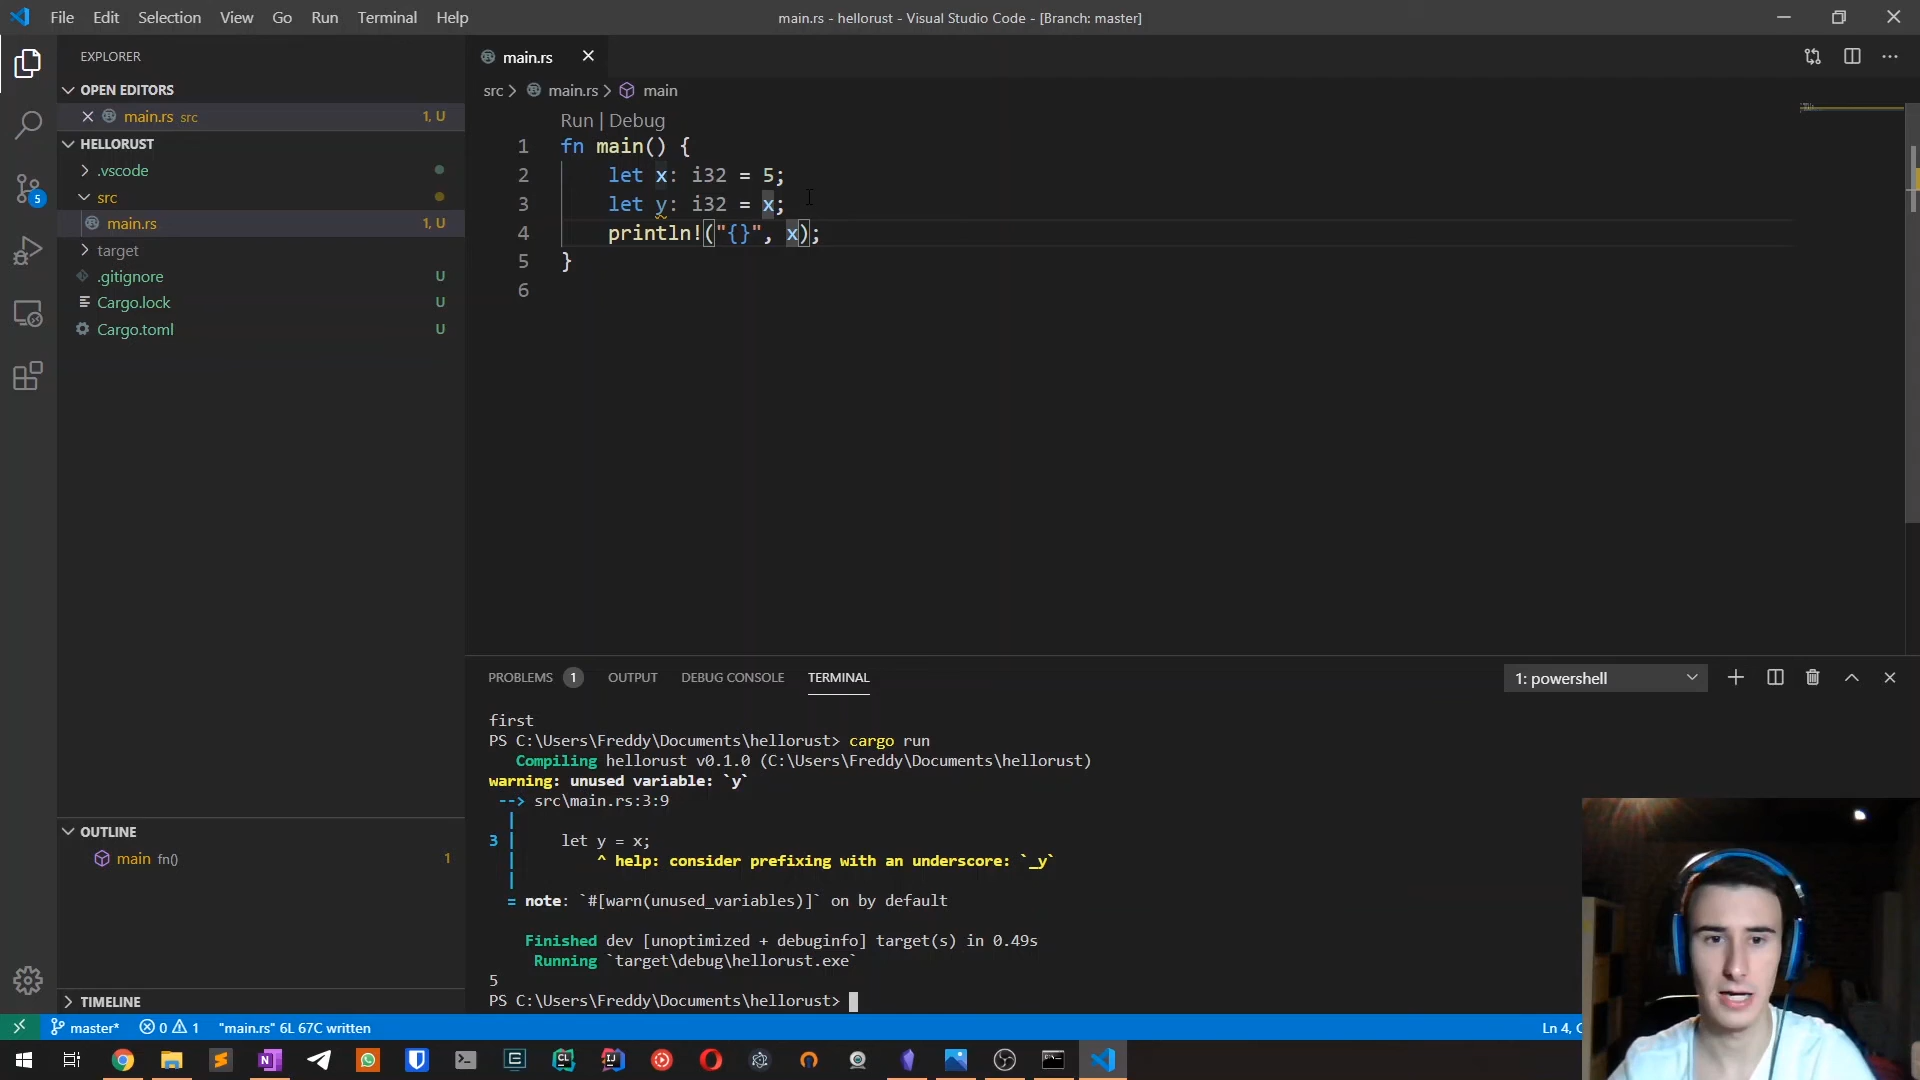 File Edit Selection View Go Run Terminal Help
main.rs - hellorust - Visual Studio Code - [Branch: master]
EXPLORER
OPEN EDITORS
main.rs src 1, U
HELLORUST
.vscode
src
main.rs 1, U
target
.gitignore U
Cargo.lock U
Cargo.toml U
OUTLINE
main fn() 1
TIMELINE
5
main.rs
src > main.rs > main
Run | Debug
1 fn main() {
2 let x: i32 = 5;
3 let y: i32 = x;
4 println!("{}", x);
5 }
6
PROBLEMS 1 OUTPUT DEBUG CONSOLE TERMINAL
1: powershell
first
PS C:\Users\Freddy\Documents\hellorust> cargo run
Compiling hellorust v0.1.0 (C:\Users\Freddy\Documents\hellorust)
warning: unused variable: `y`
--> src\main.rs:3:9
|
3 | let y = x;
| ^ help: consider prefixing with an underscore: `_y`
|
= note: `#[warn(unused_variables)]` on by default
Finished dev [unoptimized + debuginfo] target(s) in 0.49s
Running `target\debug\hellorust.exe`
5
PS C:\Users\Freddy\Documents\hellorust>
master* 0 1 "main.rs" 6L 67C written
Ln 4, C